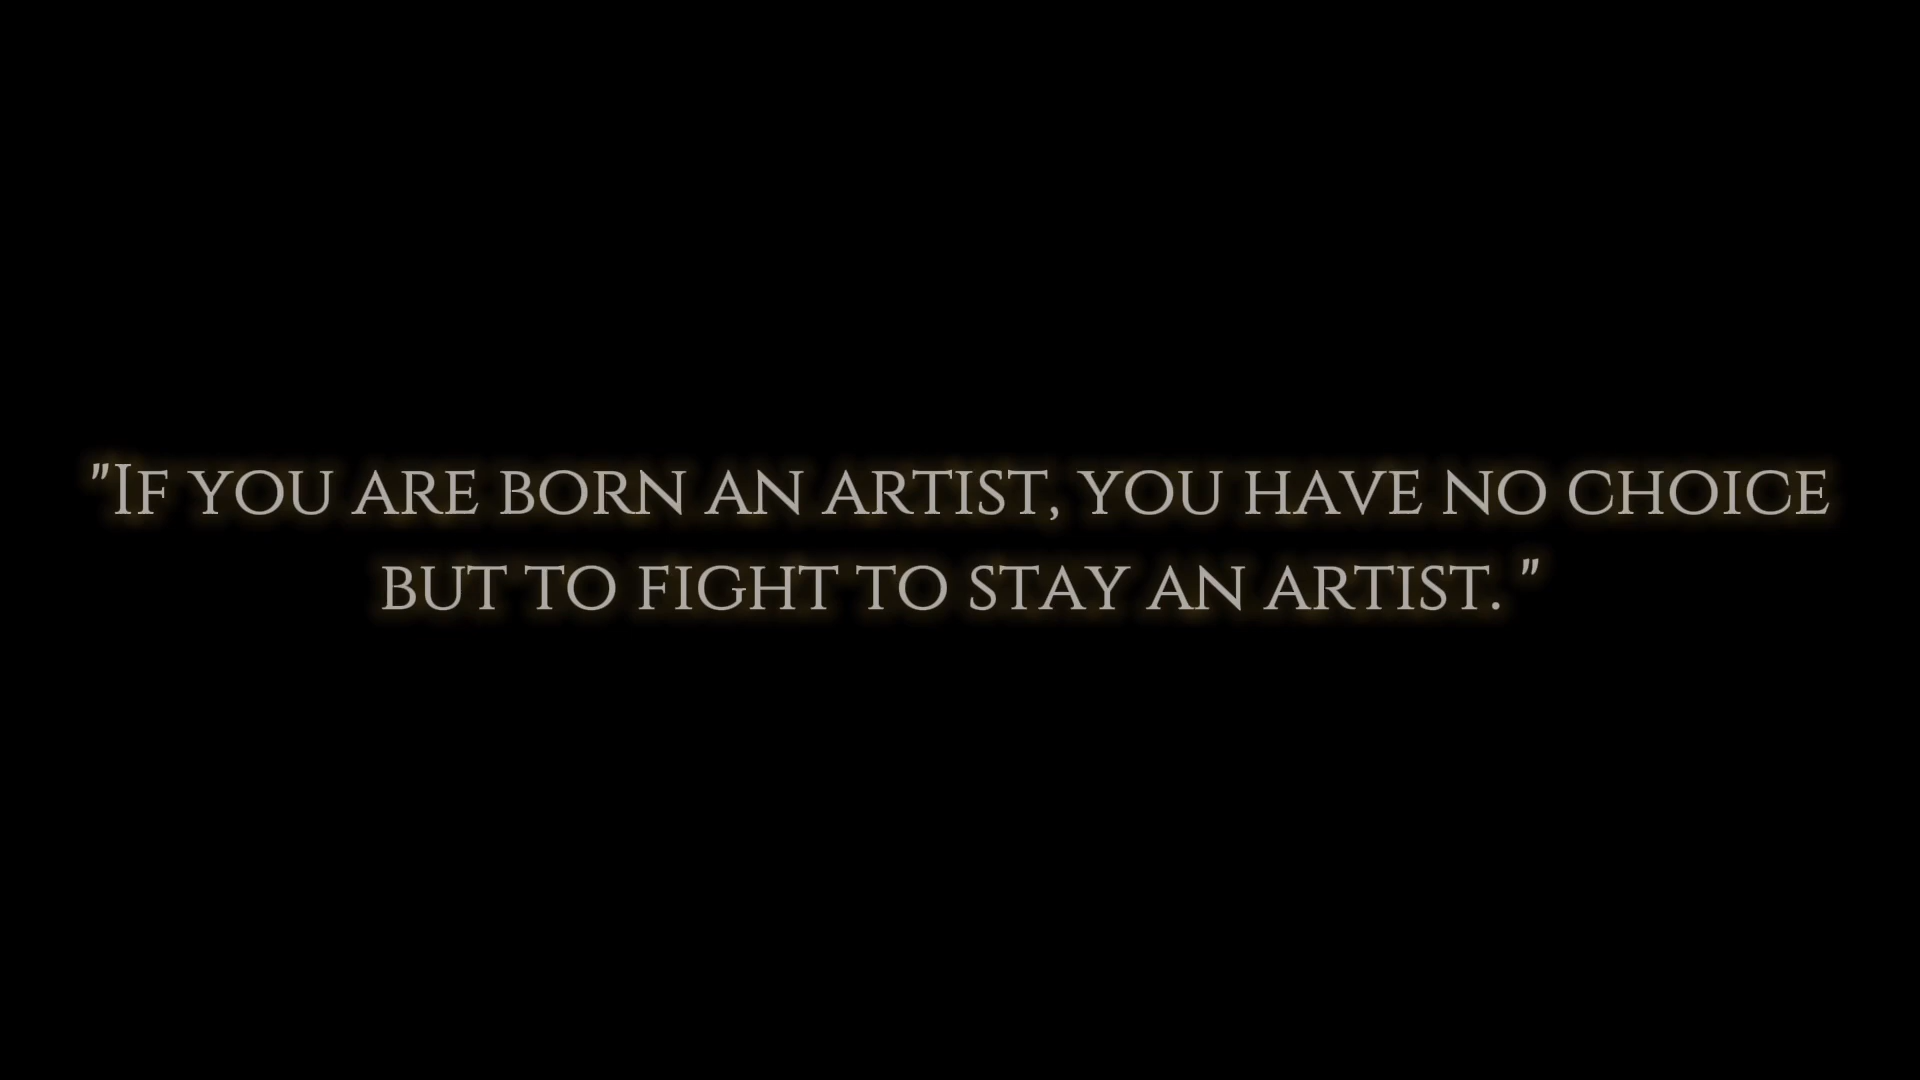 "If you are born an artist, you have no choice
but to fight to stay an artist. "